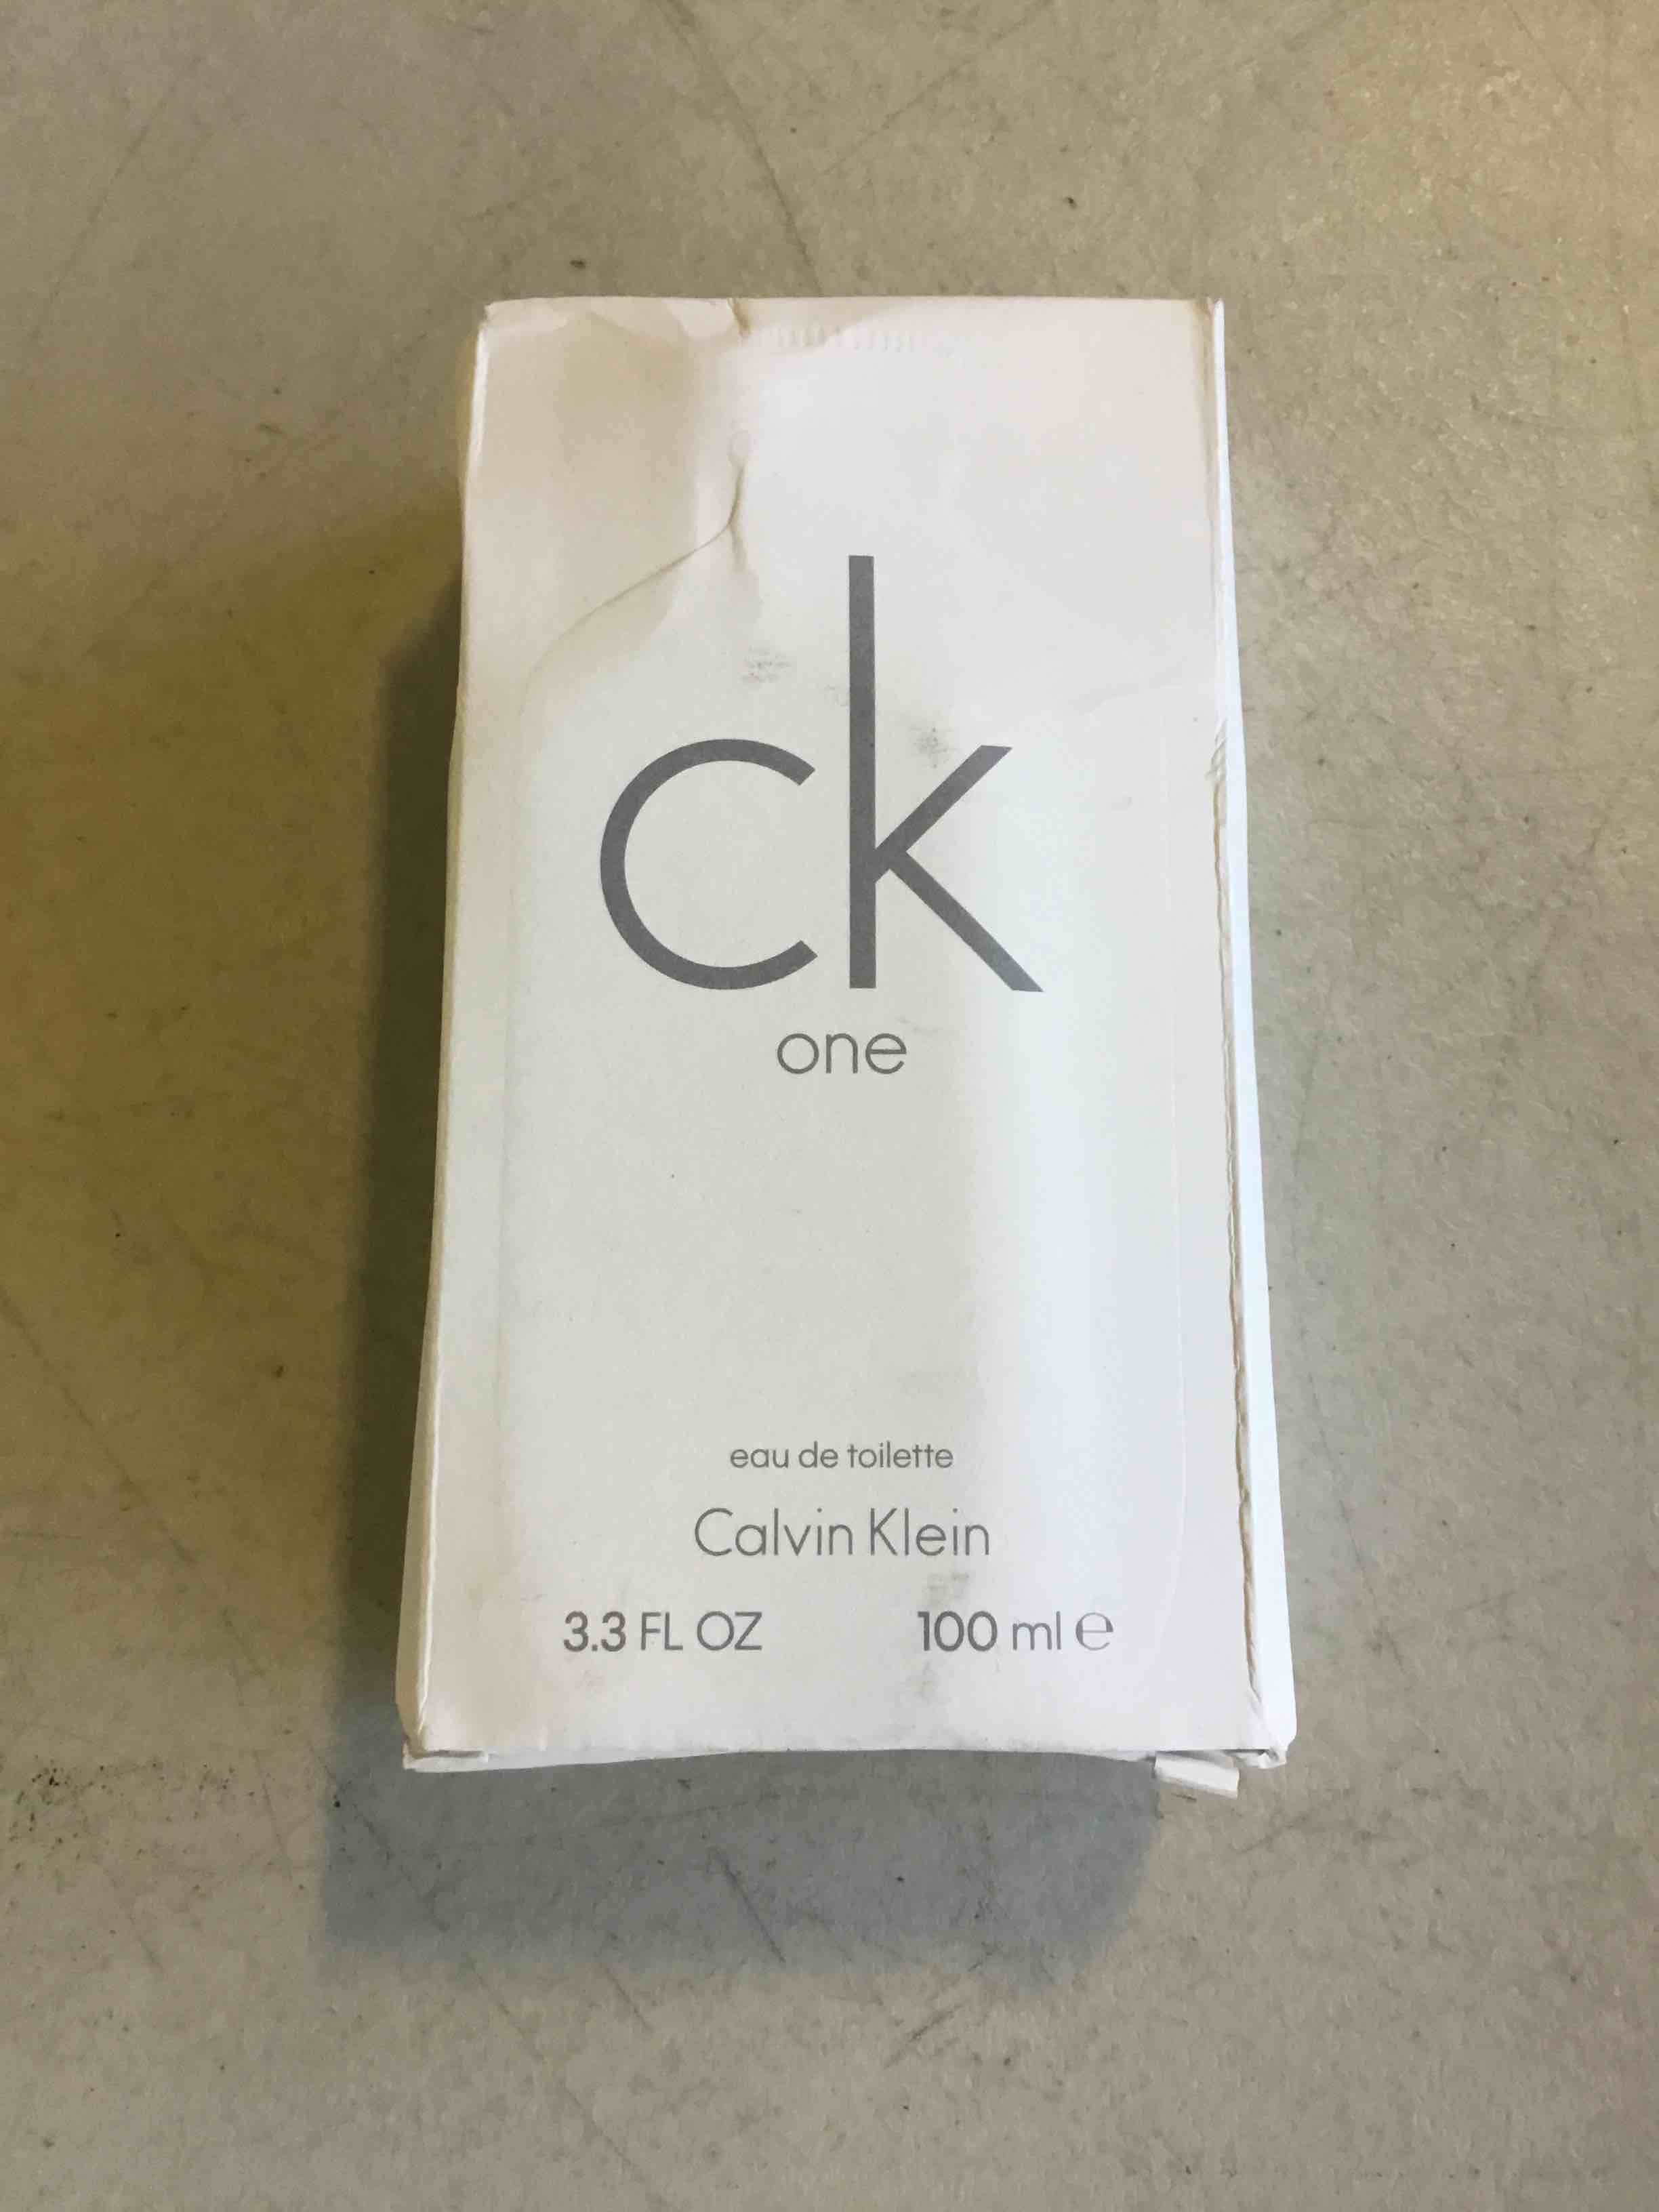 ck
one
eau de toilette
Calvin Klein
3.3 FL OZ 100 ml ℮